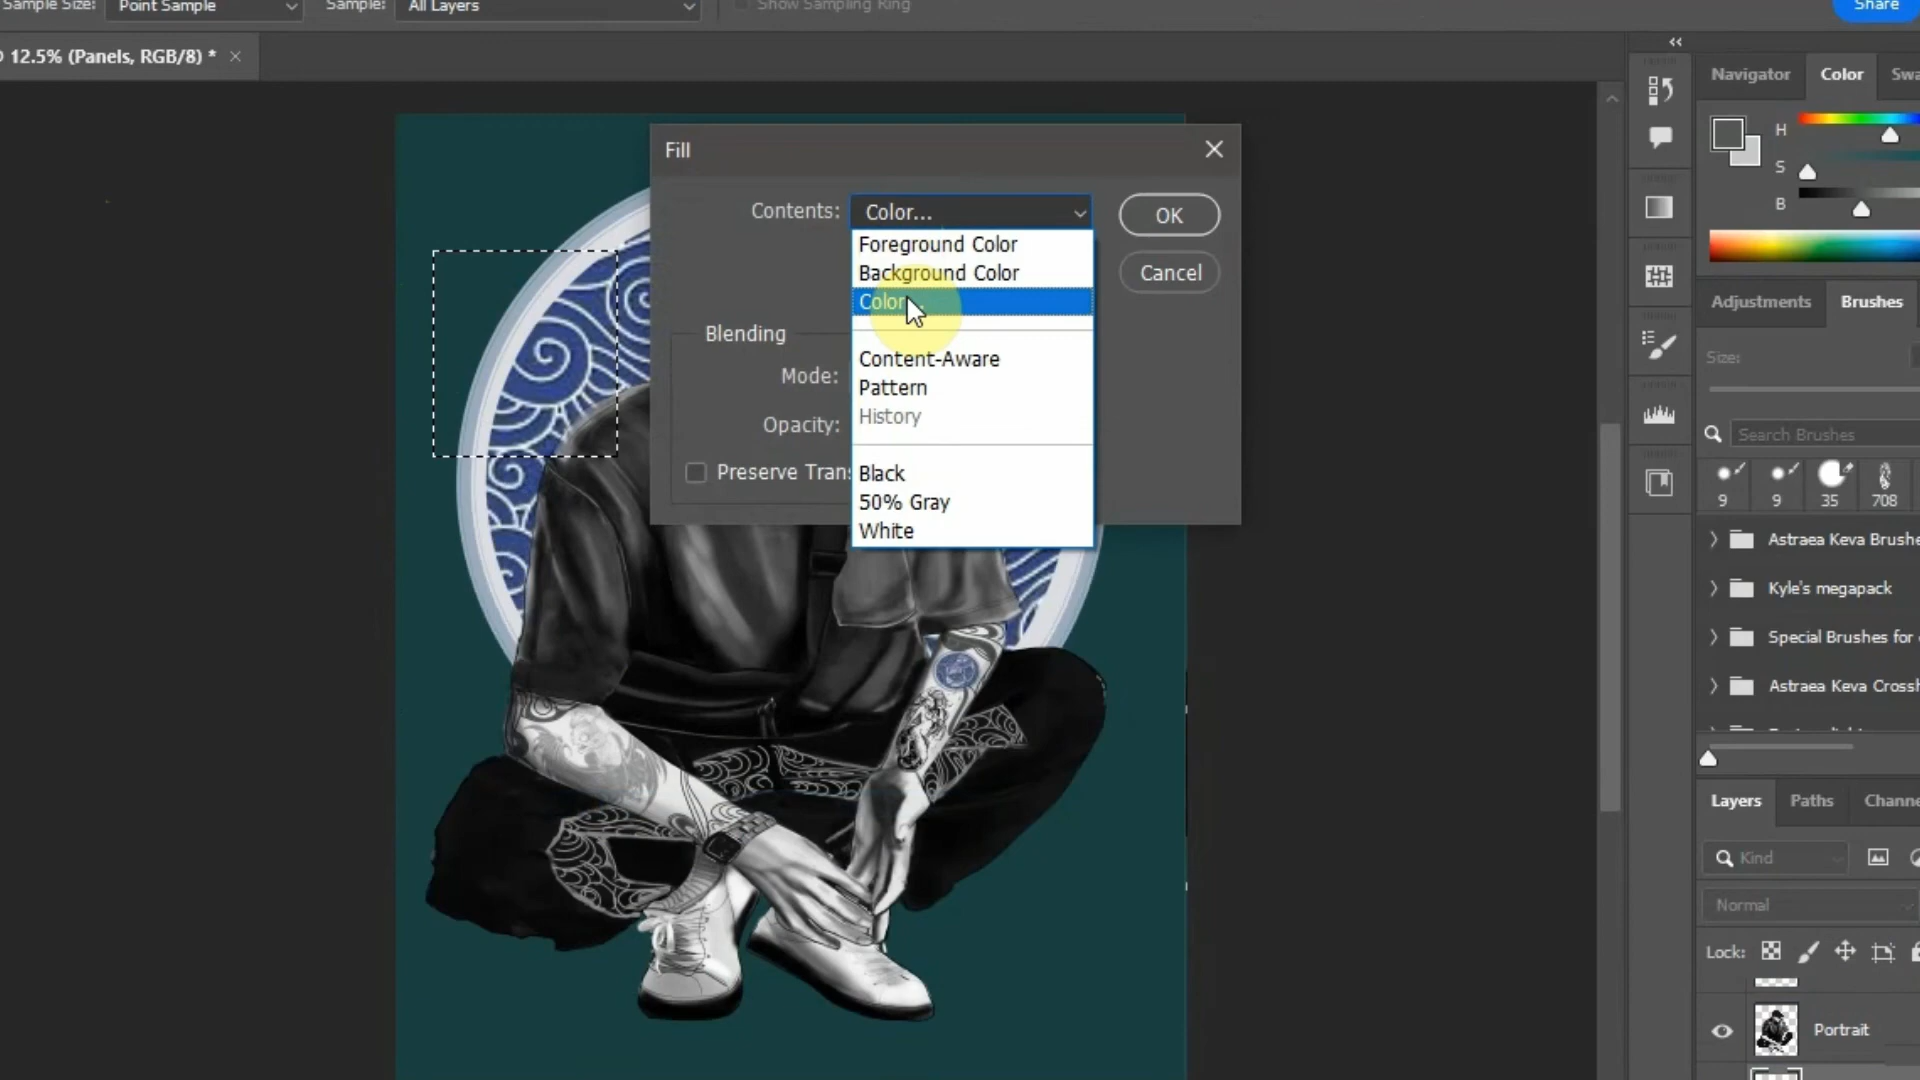 Sample Size: Point Sample Sample: All Layers Show Sampling Ring Share
12.5% (Panels, RGB/8) *
Navigator Color
H
S
B
Fill
Contents: Color...
OK
Cancel
Foreground Color
Background Color
Color...
Content-Aware
Pattern
History
Black
50% Gray
White
Blending
Mode:
Opacity:
Preserve Trans
Adjustments Brushes
Size:
Search Brushes
9 9 35 708
Astraea Keva Brushe
Kyle's megapack
Special Brushes for
Astraea Keva Crossh
Layers Paths Channe
Kind
Normal
Lock:
Portrait